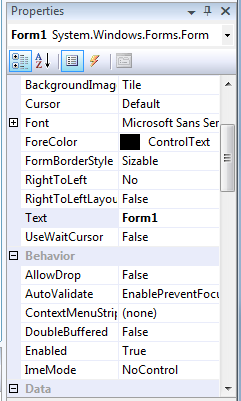 Properties
Form1 System.Windows.Forms.Form
A
Z
BackgroundImag Tile
Cursor Default
Font Microsoft Sans Ser
ForeColor ControlText
FormBorderStyle Sizable
RightToLeft No
RightToLeftLayou False
Text Form1
UseWaitCursor False
Behavior
AllowDrop False
AutoValidate EnablePreventFocu
ContextMenuStrip (none)
DoubleBuffered False
Enabled True
ImeMode NoControl
Data